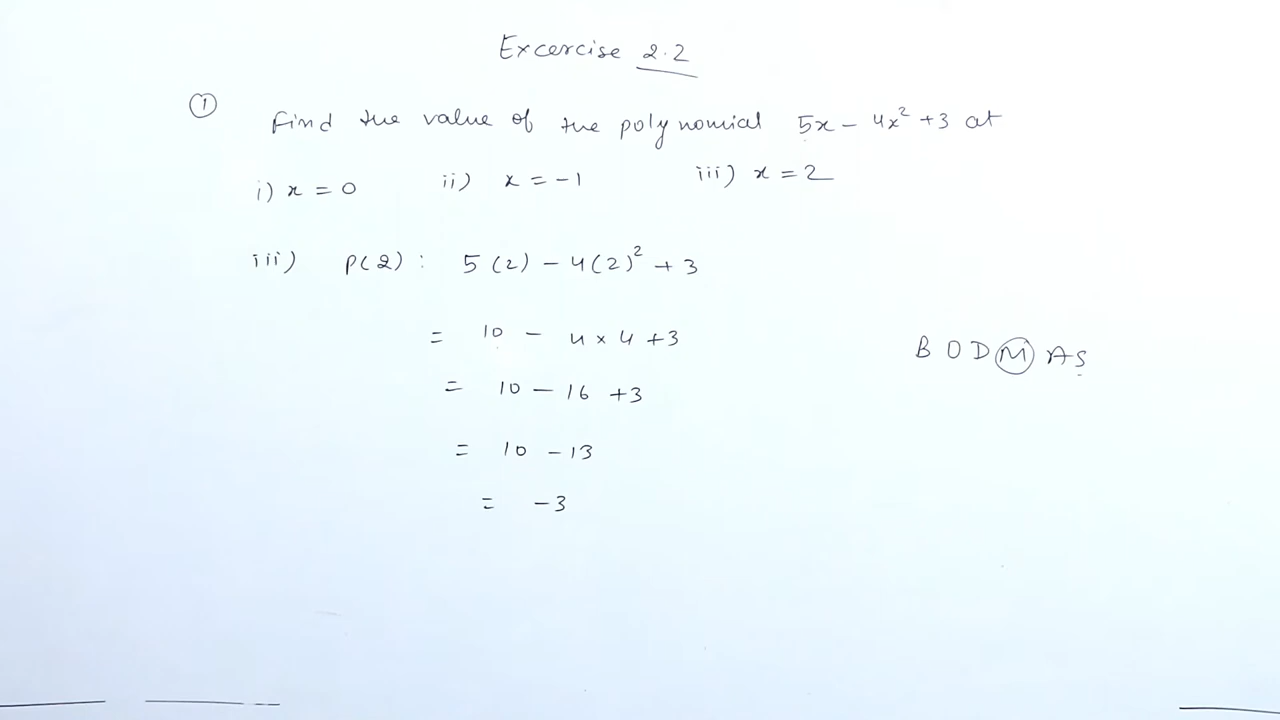 Excercise 2.2
① Find the value of the polynomial 5x - 4x² + 3 at
i) x = 0 ii) x = -1 iii) x = 2
iii) P(2) : 5(2) - 4(2)² + 3
= 10 - 4 × 4 + 3
BODMAS
= 10 - 16 + 3
= 10 - 13
= -3